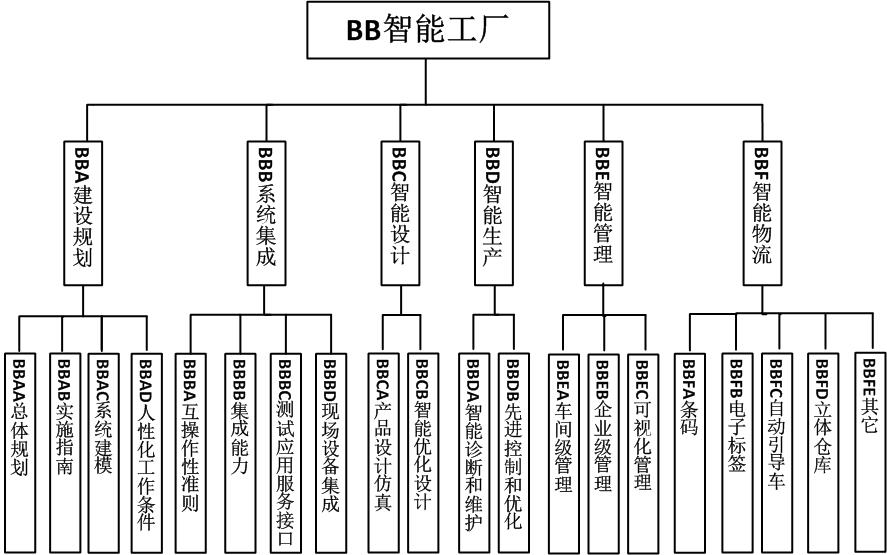 BB智能工厂
BBA建设规划
BBB系统集成
BBC智能设计
BBD智能生产
BBE智能管理
BBF智能物流
BBAA总体规划
BBAB实施指南
BBAC系统建模
BBAD人性化工作条件
BBBA互操作性准则
BBBB集成能力
BBBC测试应用服务接口
BBBD现场设备集成
BBCA产品设计仿真
BBCB智能优化设计
BBDA智能诊断和维护
BBDB先进控制和优化
BBEA车间级管理
BBEB企业级管理
BBEC可视化管理
BBFA条码
BBFB电子标签
BBFC自动引导车
BBFD立体仓库
BBFE其它